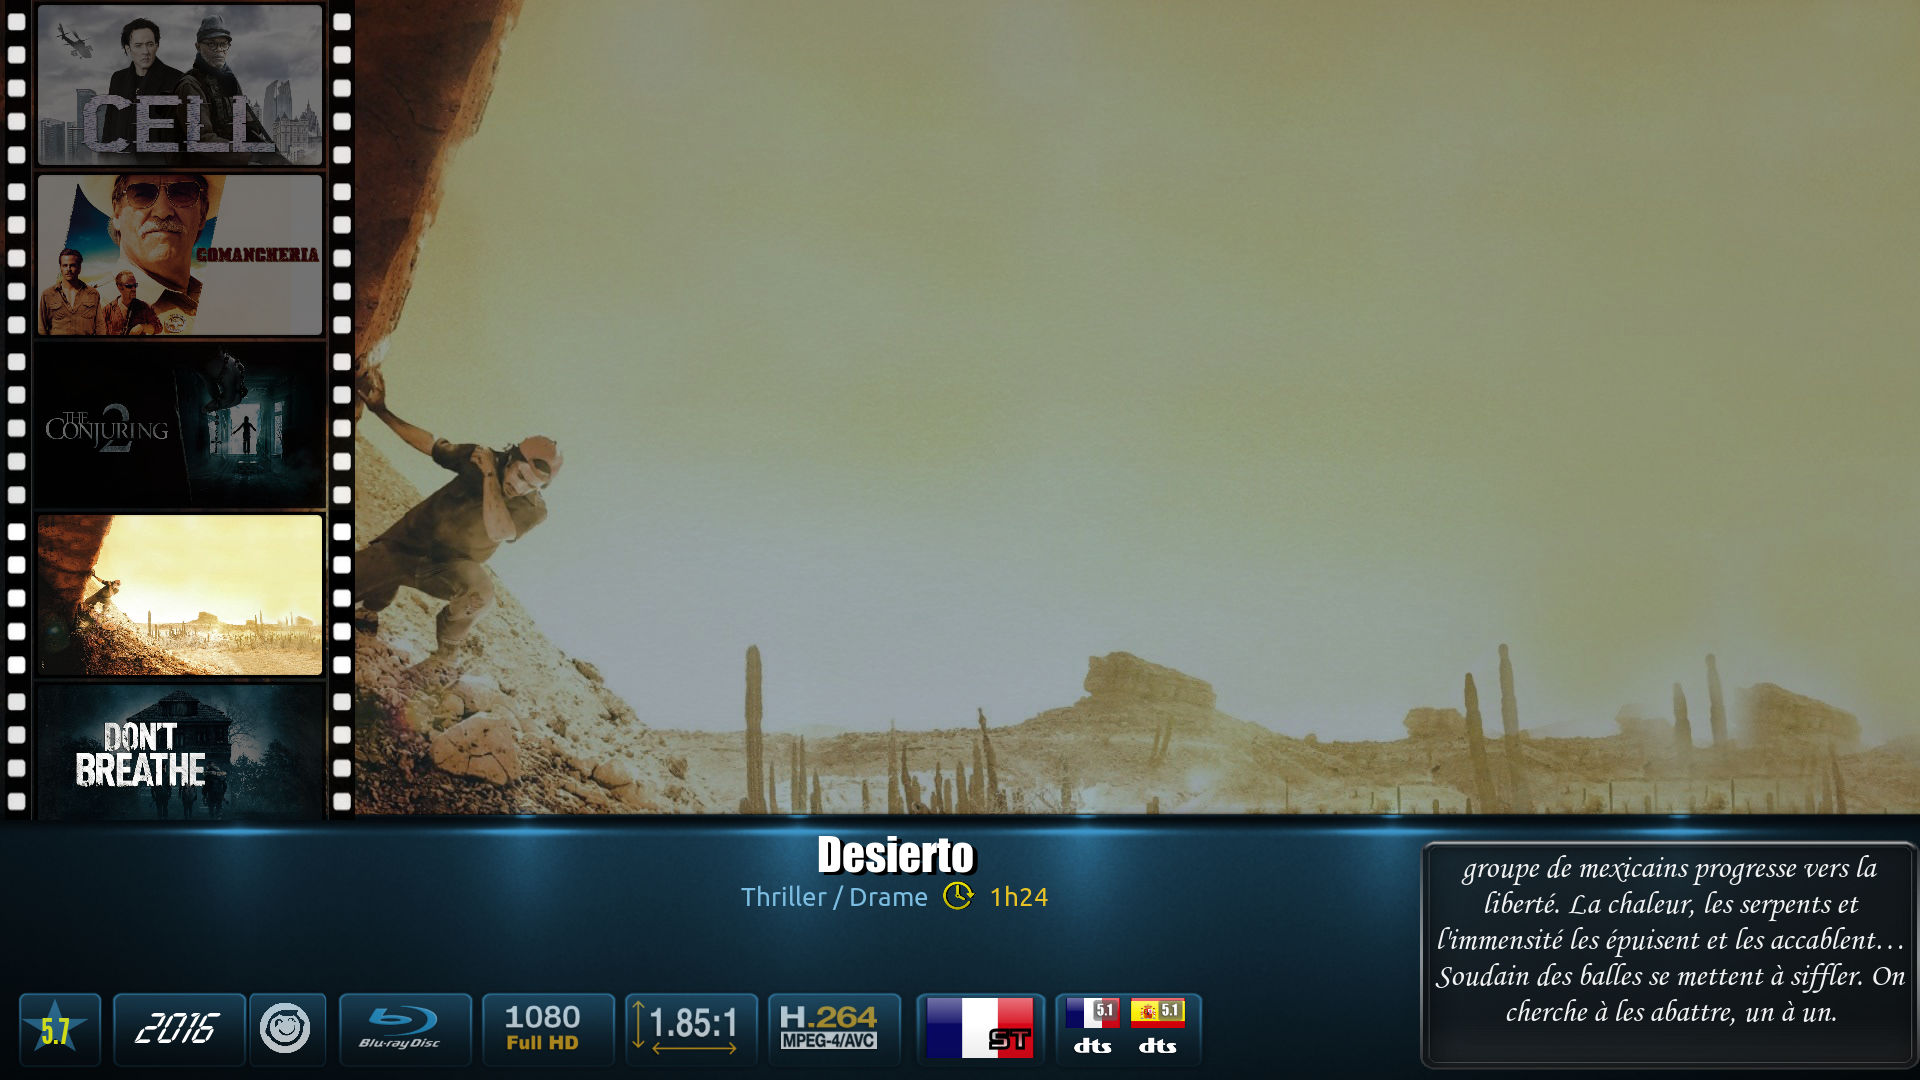 CELL
COMANCHERIA
THE
CONJURING
2
DON'T
BREATHE
Desierto
Thriller / Drame 1h24
groupe de mexicains progresse vers la
liberté. La chaleur, les serpents et
l'immensité les épuisent et les accablent…
Soudain des balles se mettent à siffler. On
cherche à les abattre, un à un.
5.7
2016
Blu-ray Disc
1080
Full HD
1.85:1
H.264
MPEG-4/AVC
ST
5.1
dts
5.1
dts